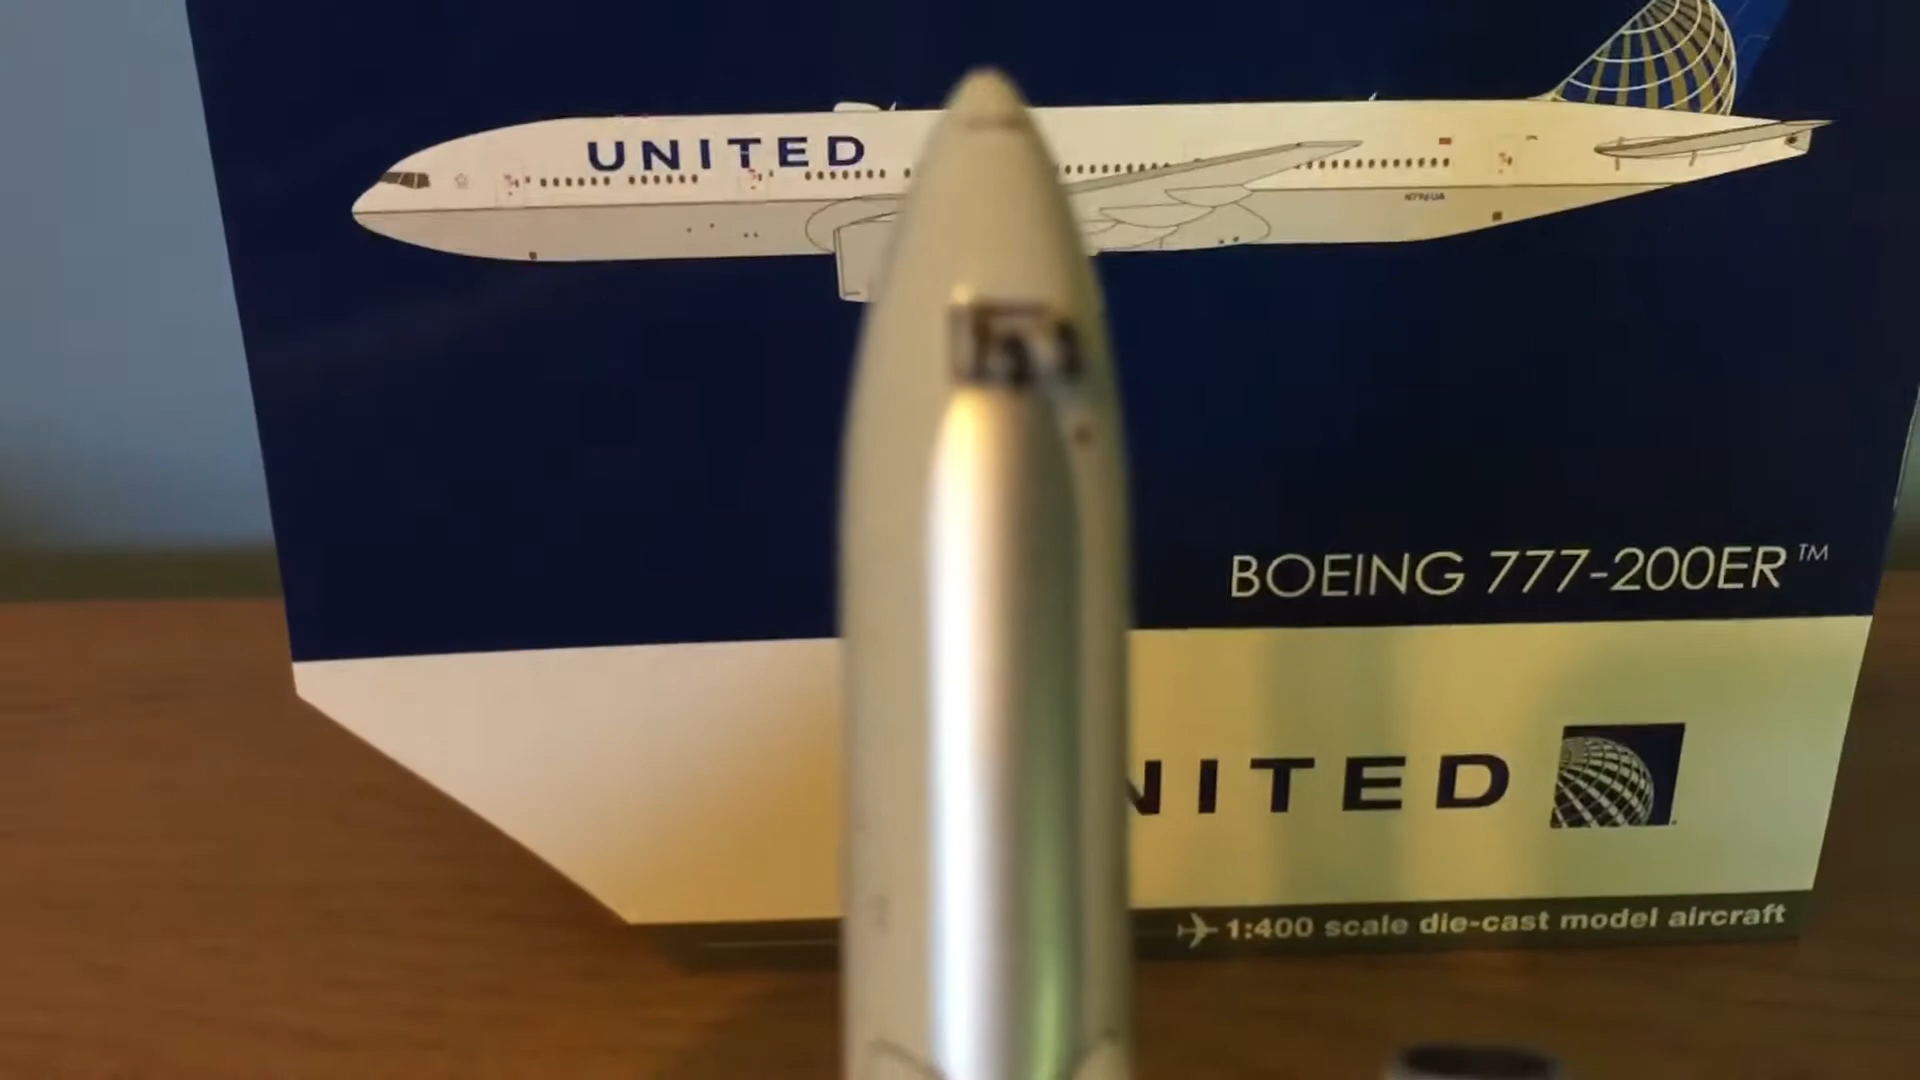 UNITED
BOEING 777-200ER™
NITED
1:400 scale die-cast model aircraft